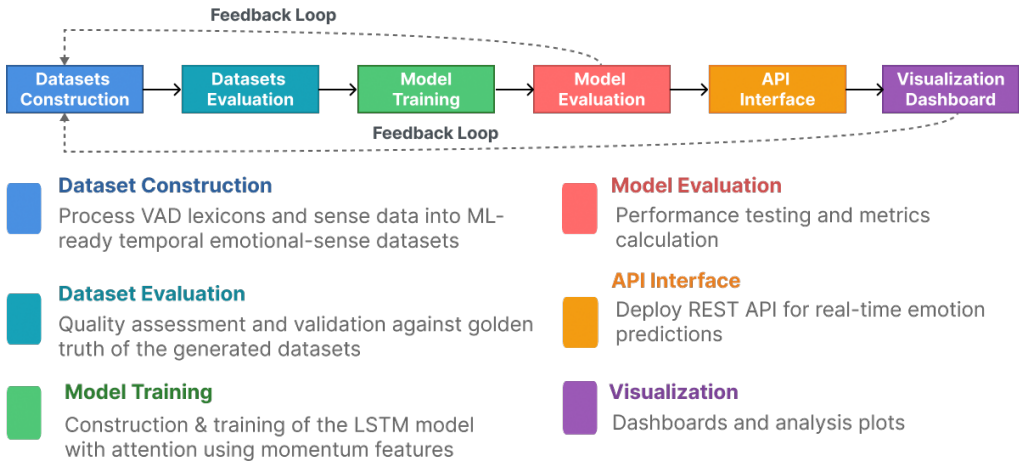 Feedback Loop
Datasets
Construction
Datasets
Evaluation
Model
Training
Model
Evaluation
API
Interface
Visualization
Dashboard
Feedback Loop
Dataset Construction
Process VAD lexicons and sense data into ML-
ready temporal emotional-sense datasets
Dataset Evaluation
Quality assessment and validation against golden
truth of the generated datasets
Model Training
Construction & training of the LSTM model
with attention using momentum features
Model Evaluation
Performance testing and metrics
calculation
API Interface
Deploy REST API for real-time emotion
predictions
Visualization
Dashboards and analysis plots